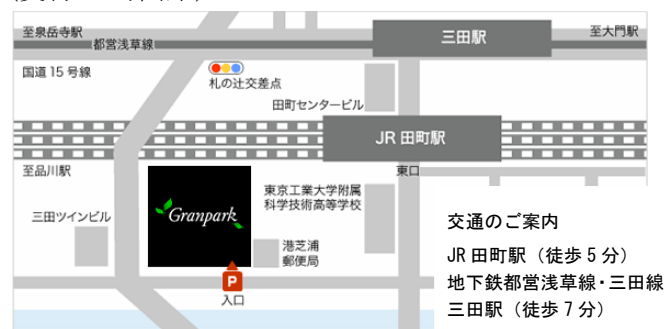 至泉岳寺駅
都営浅草線
三田駅
至大門駅
国道15号線
札の辻交差点
田町センタービル
JR 田町駅
至品川駅
東口
三田ツインビル
Granpark
東京工業大学附属
科学技術高等学校
港芝浦
郵便局
P
入口
交通のご案内
JR田町駅（徒歩5分）
地下鉄都営浅草線・三田線
三田駅（徒歩7分）